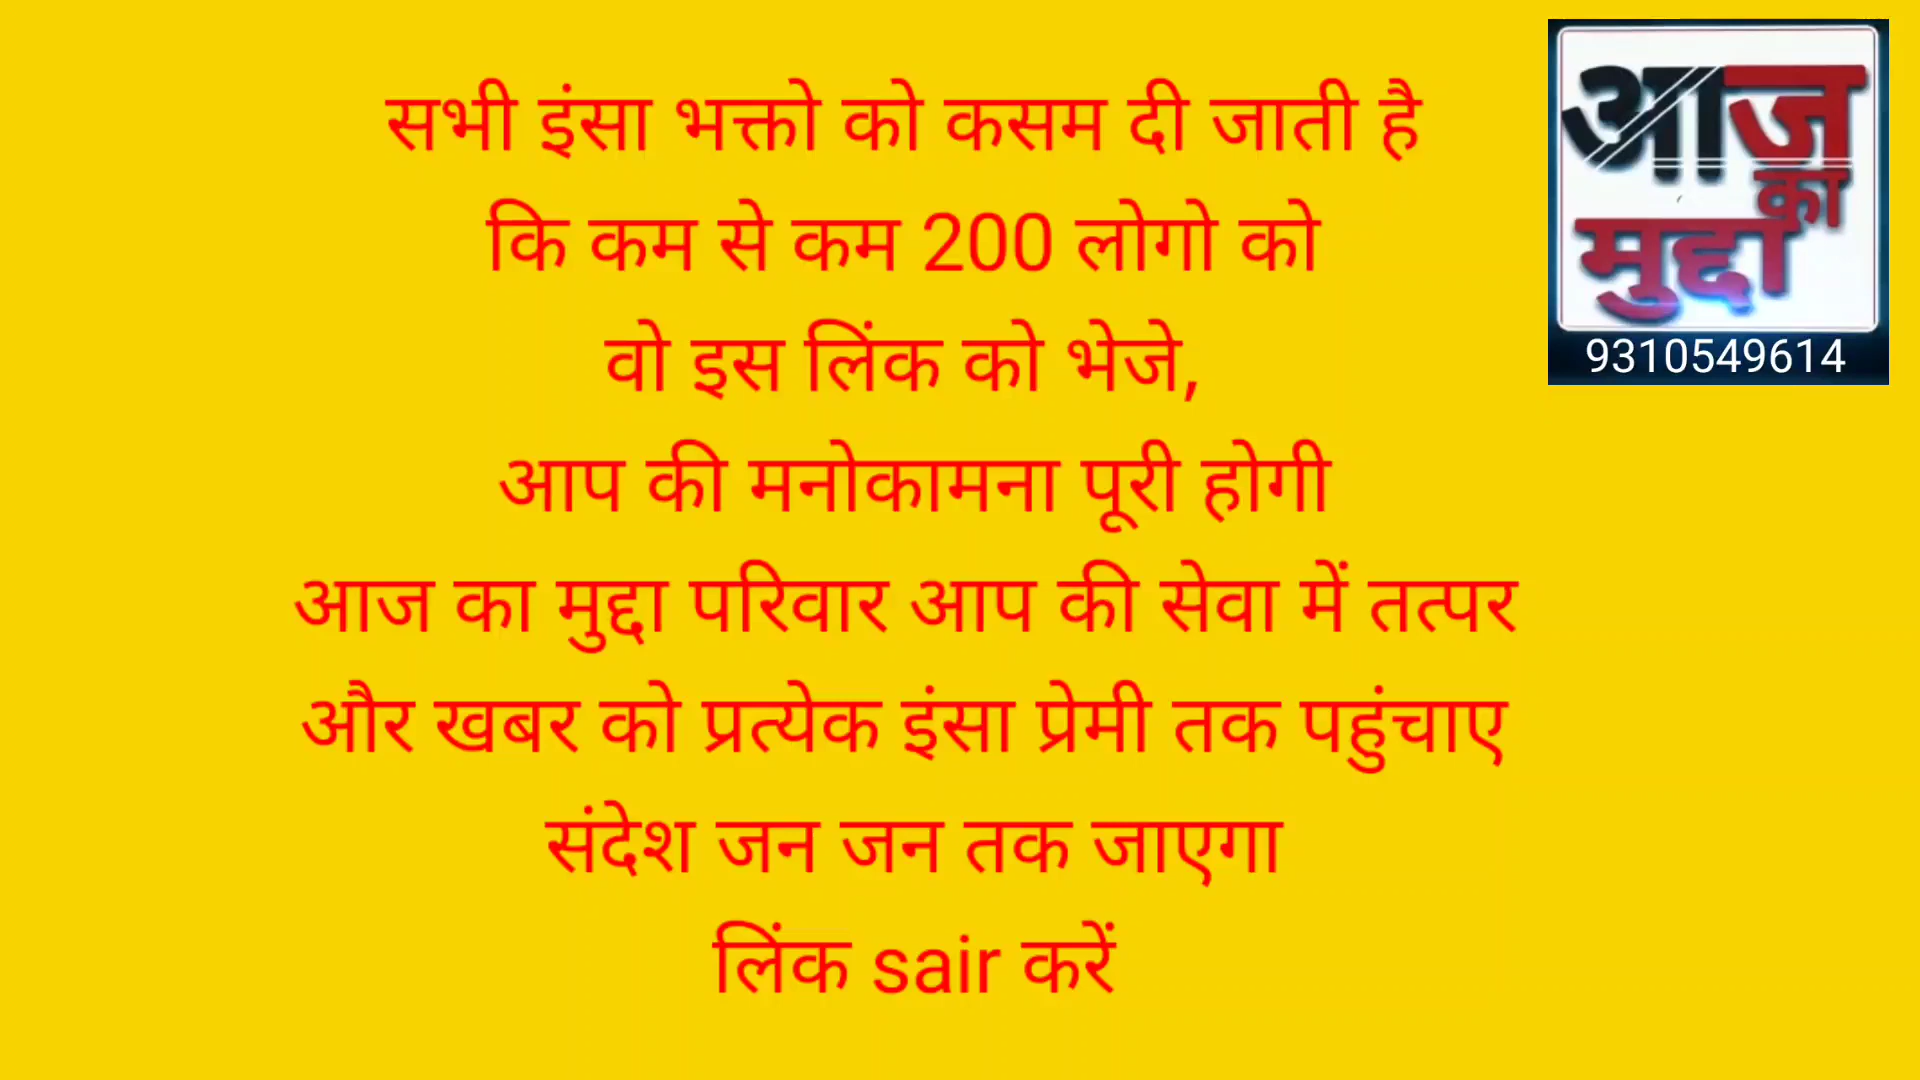 सभी इंसा भक्तो को कसम दी जाती है
कि कम से कम 200 लोगो को
वो इस लिंक को भेजे,
आप की मनोकामना पूरी होगी
आज का मुद्दा परिवार आप की सेवा में तत्पर
और खबर को प्रत्येक इंसा प्रेमी तक पहुंचाए
संदेश जन जन तक जाएगा
लिंक sair करें
आज
का
मुद्दा
9310549614